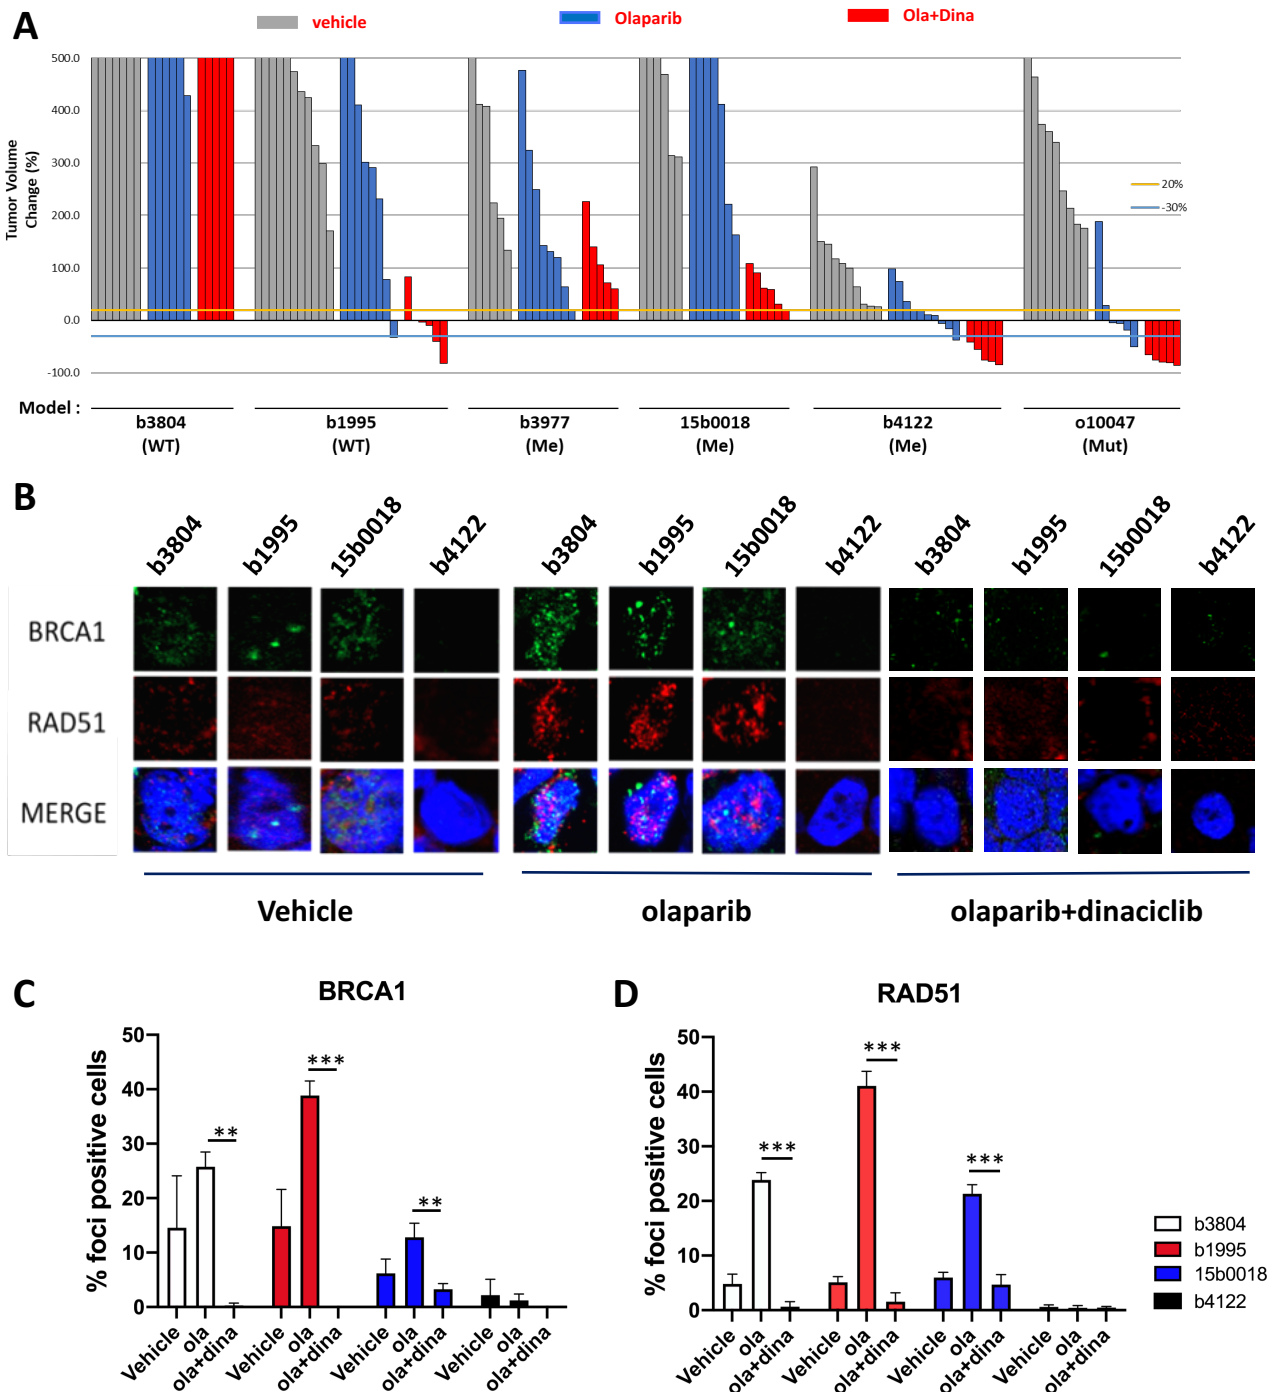 A
vehicle
Olaparib
Ola+Dina
Tumor Volume
Change (%)
500.0
400.0
300.0
200.0
100.0
0.0
-100.0
20%
-30%
Model :
b3804
(WT)
b1995
(WT)
b3977
(Me)
15b0018
(Me)
b4122
(Me)
o10047
(Mut)
B
b3804 b1995 15b0018 b4122 b3804 b1995 15b0018 b4122 b3804 b1995 15b0018 b4122
BRCA1
RAD51
MERGE
Vehicle olaparib olaparib+dinaciclib
C
BRCA1
% foci positive cells
50
40
30
20
10
0
** *** **
Vehicle ola ola+dina Vehicle ola ola+dina Vehicle ola ola+dina Vehicle ola ola+dina
D
RAD51
% foci positive cells
50
40
30
20
10
0
*** *** ***
Vehicle ola ola+dina Vehicle ola ola+dina Vehicle ola ola+dina Vehicle ola ola+dina
b3804
b1995
15b0018
b4122